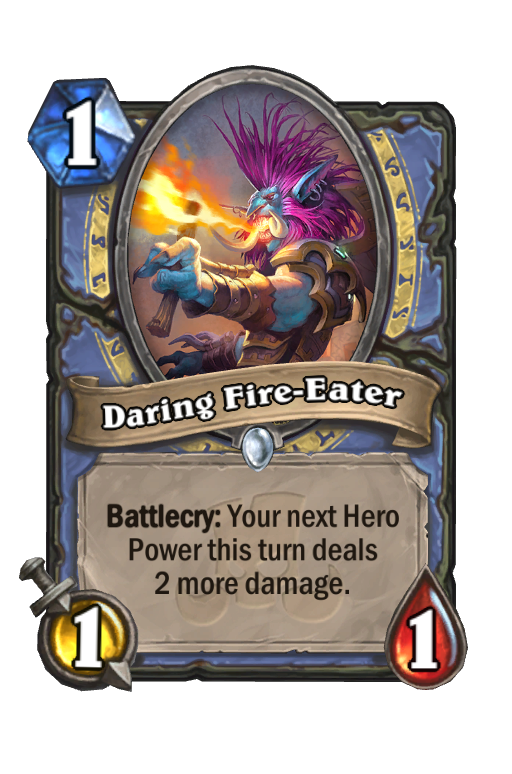 1
Daring Fire-Eater
Battlecry: Your next Hero
Power this turn deals
2 more damage.
1
1